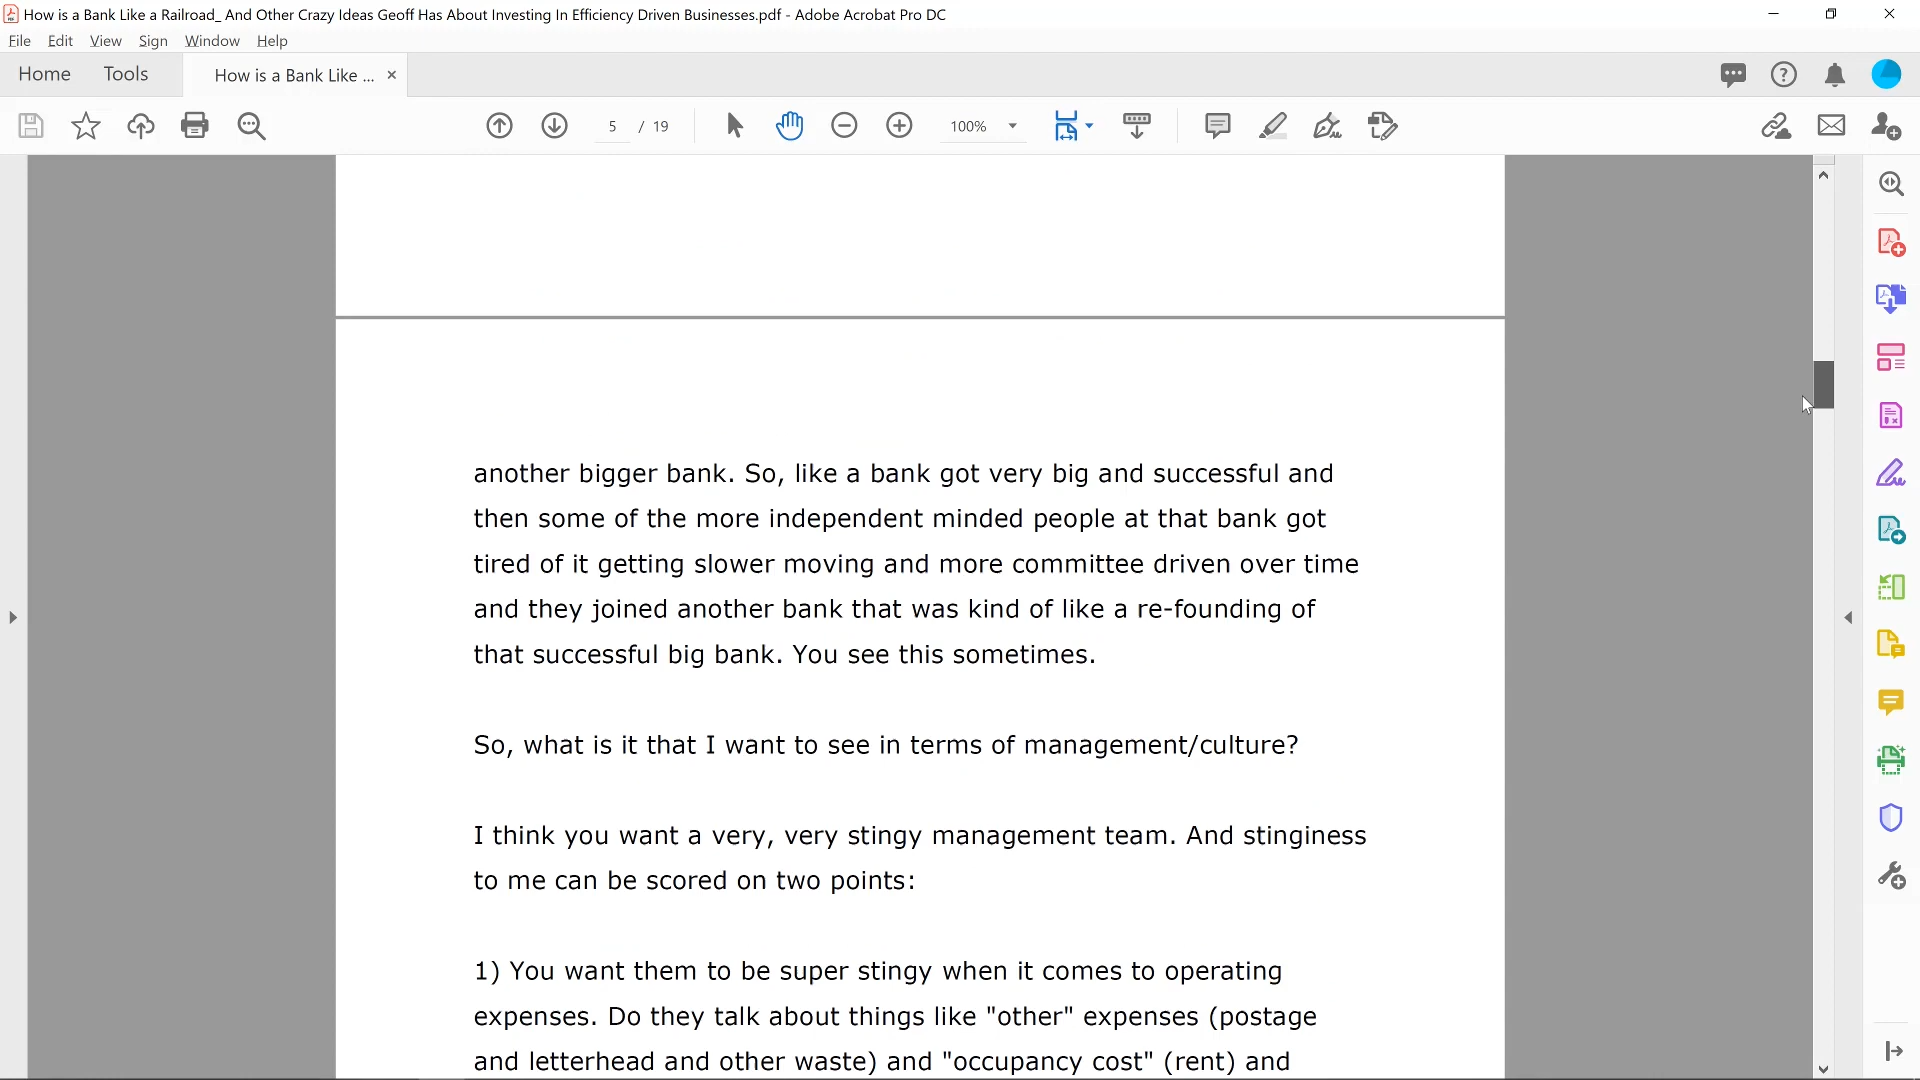 How is a Bank Like a Railroad_ And Other Crazy Ideas Geoff Has About Investing In Efficiency Driven Businesses.pdf - Adobe Acrobat Pro DC
File Edit View Sign Window Help
Home Tools How is a Bank Like ... ×
5 / 19 100%
another bigger bank. So, like a bank got very big and successful and
then some of the more independent minded people at that bank got
tired of it getting slower moving and more committee driven over time
and they joined another bank that was kind of like a re-founding of
that successful big bank. You see this sometimes.
So, what is it that I want to see in terms of management/culture?
I think you want a very, very stingy management team. And stinginess
to me can be scored on two points:
1) You want them to be super stingy when it comes to operating
expenses. Do they talk about things like "other" expenses (postage
and letterhead and other waste) and "occupancy cost" (rent) and